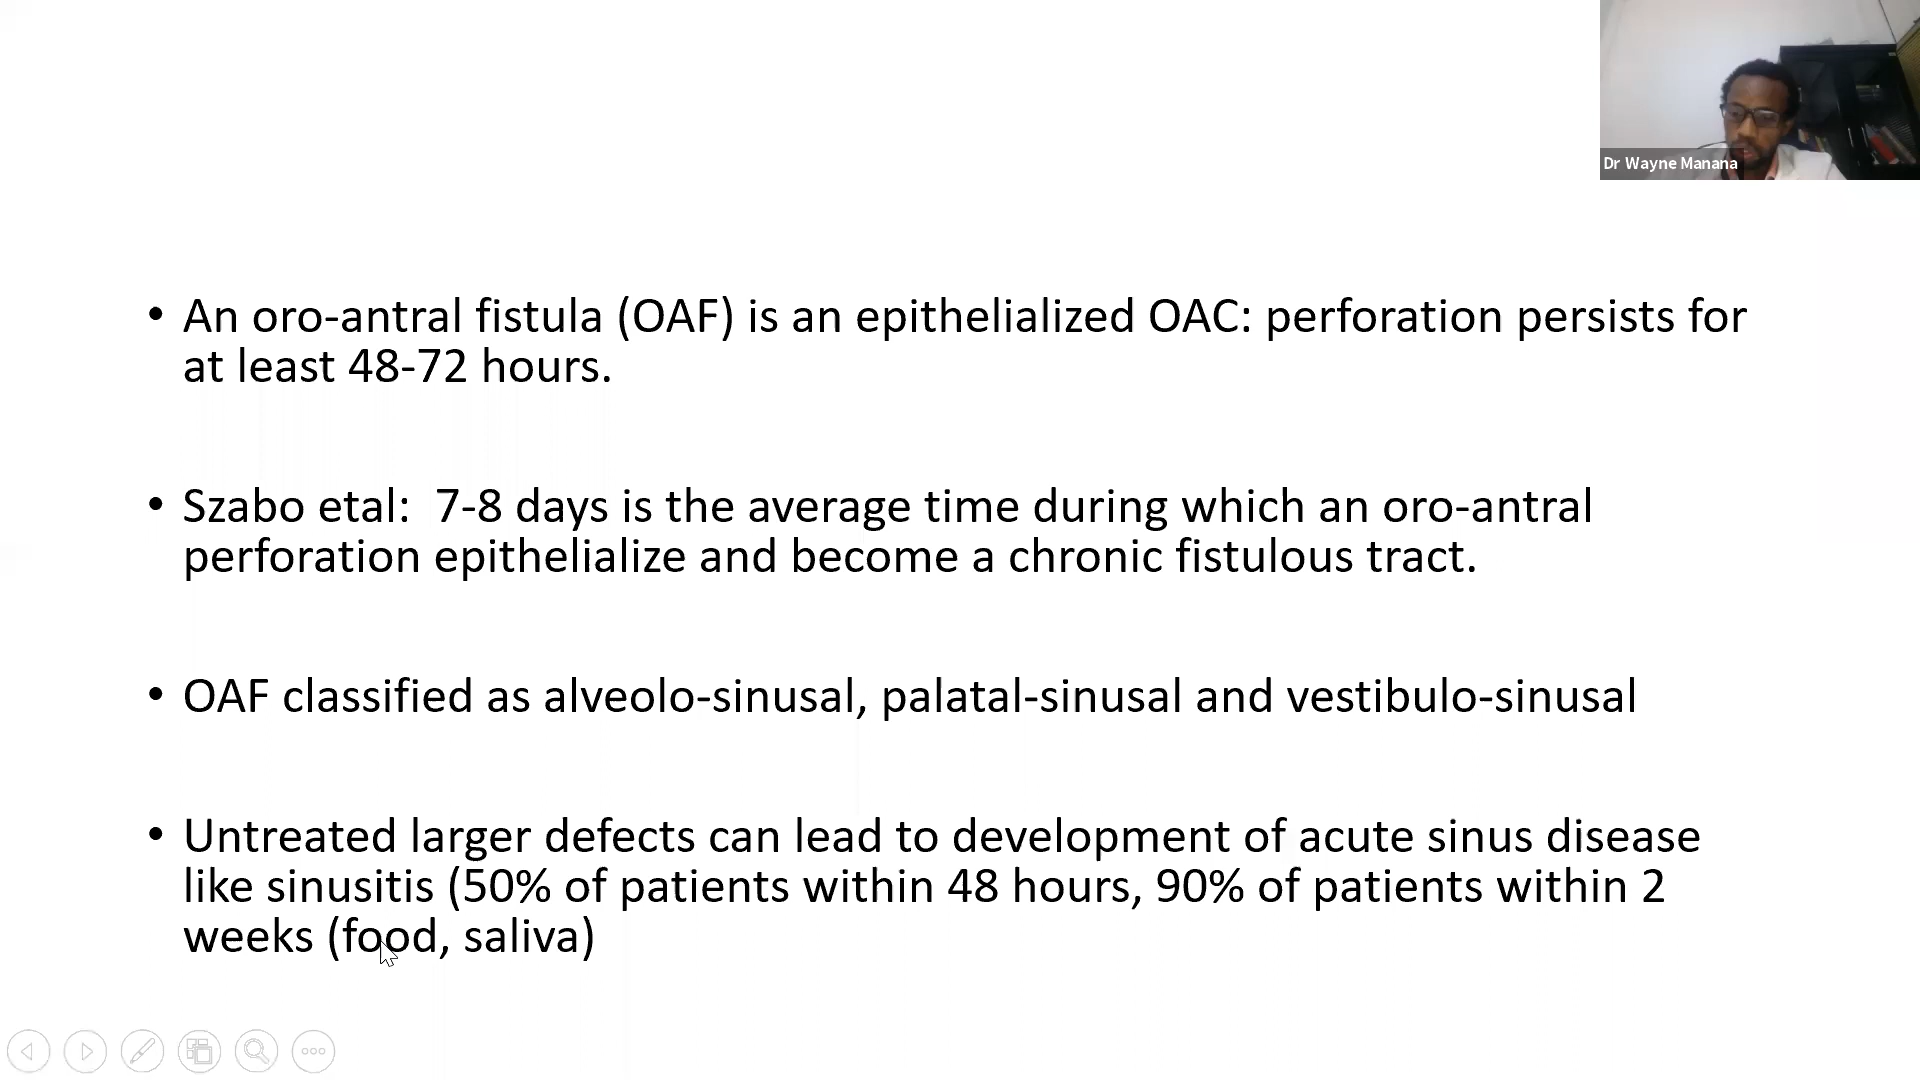 Dr Wayne Manana
• An oro-antral fistula (OAF) is an epithelialized OAC: perforation persists for
at least 48-72 hours.
• Szabo etal:  7-8 days is the average time during which an oro-antral
perforation epithelialize and become a chronic fistulous tract.
• OAF classified as alveolo-sinusal, palatal-sinusal and vestibulo-sinusal
• Untreated larger defects can lead to development of acute sinus disease
like sinusitis (50% of patients within 48 hours, 90% of patients within 2
weeks (food, saliva)